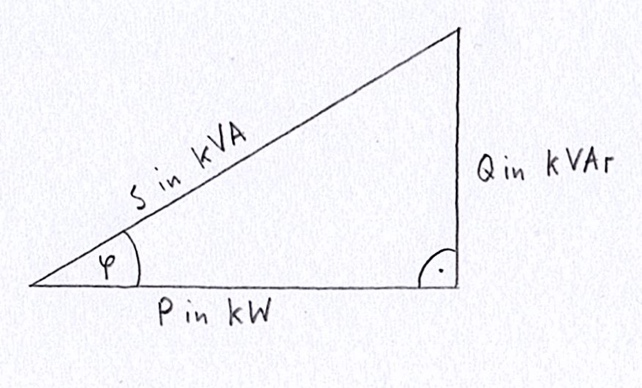 S in kVA
Q in kVAr
φ
P in kW